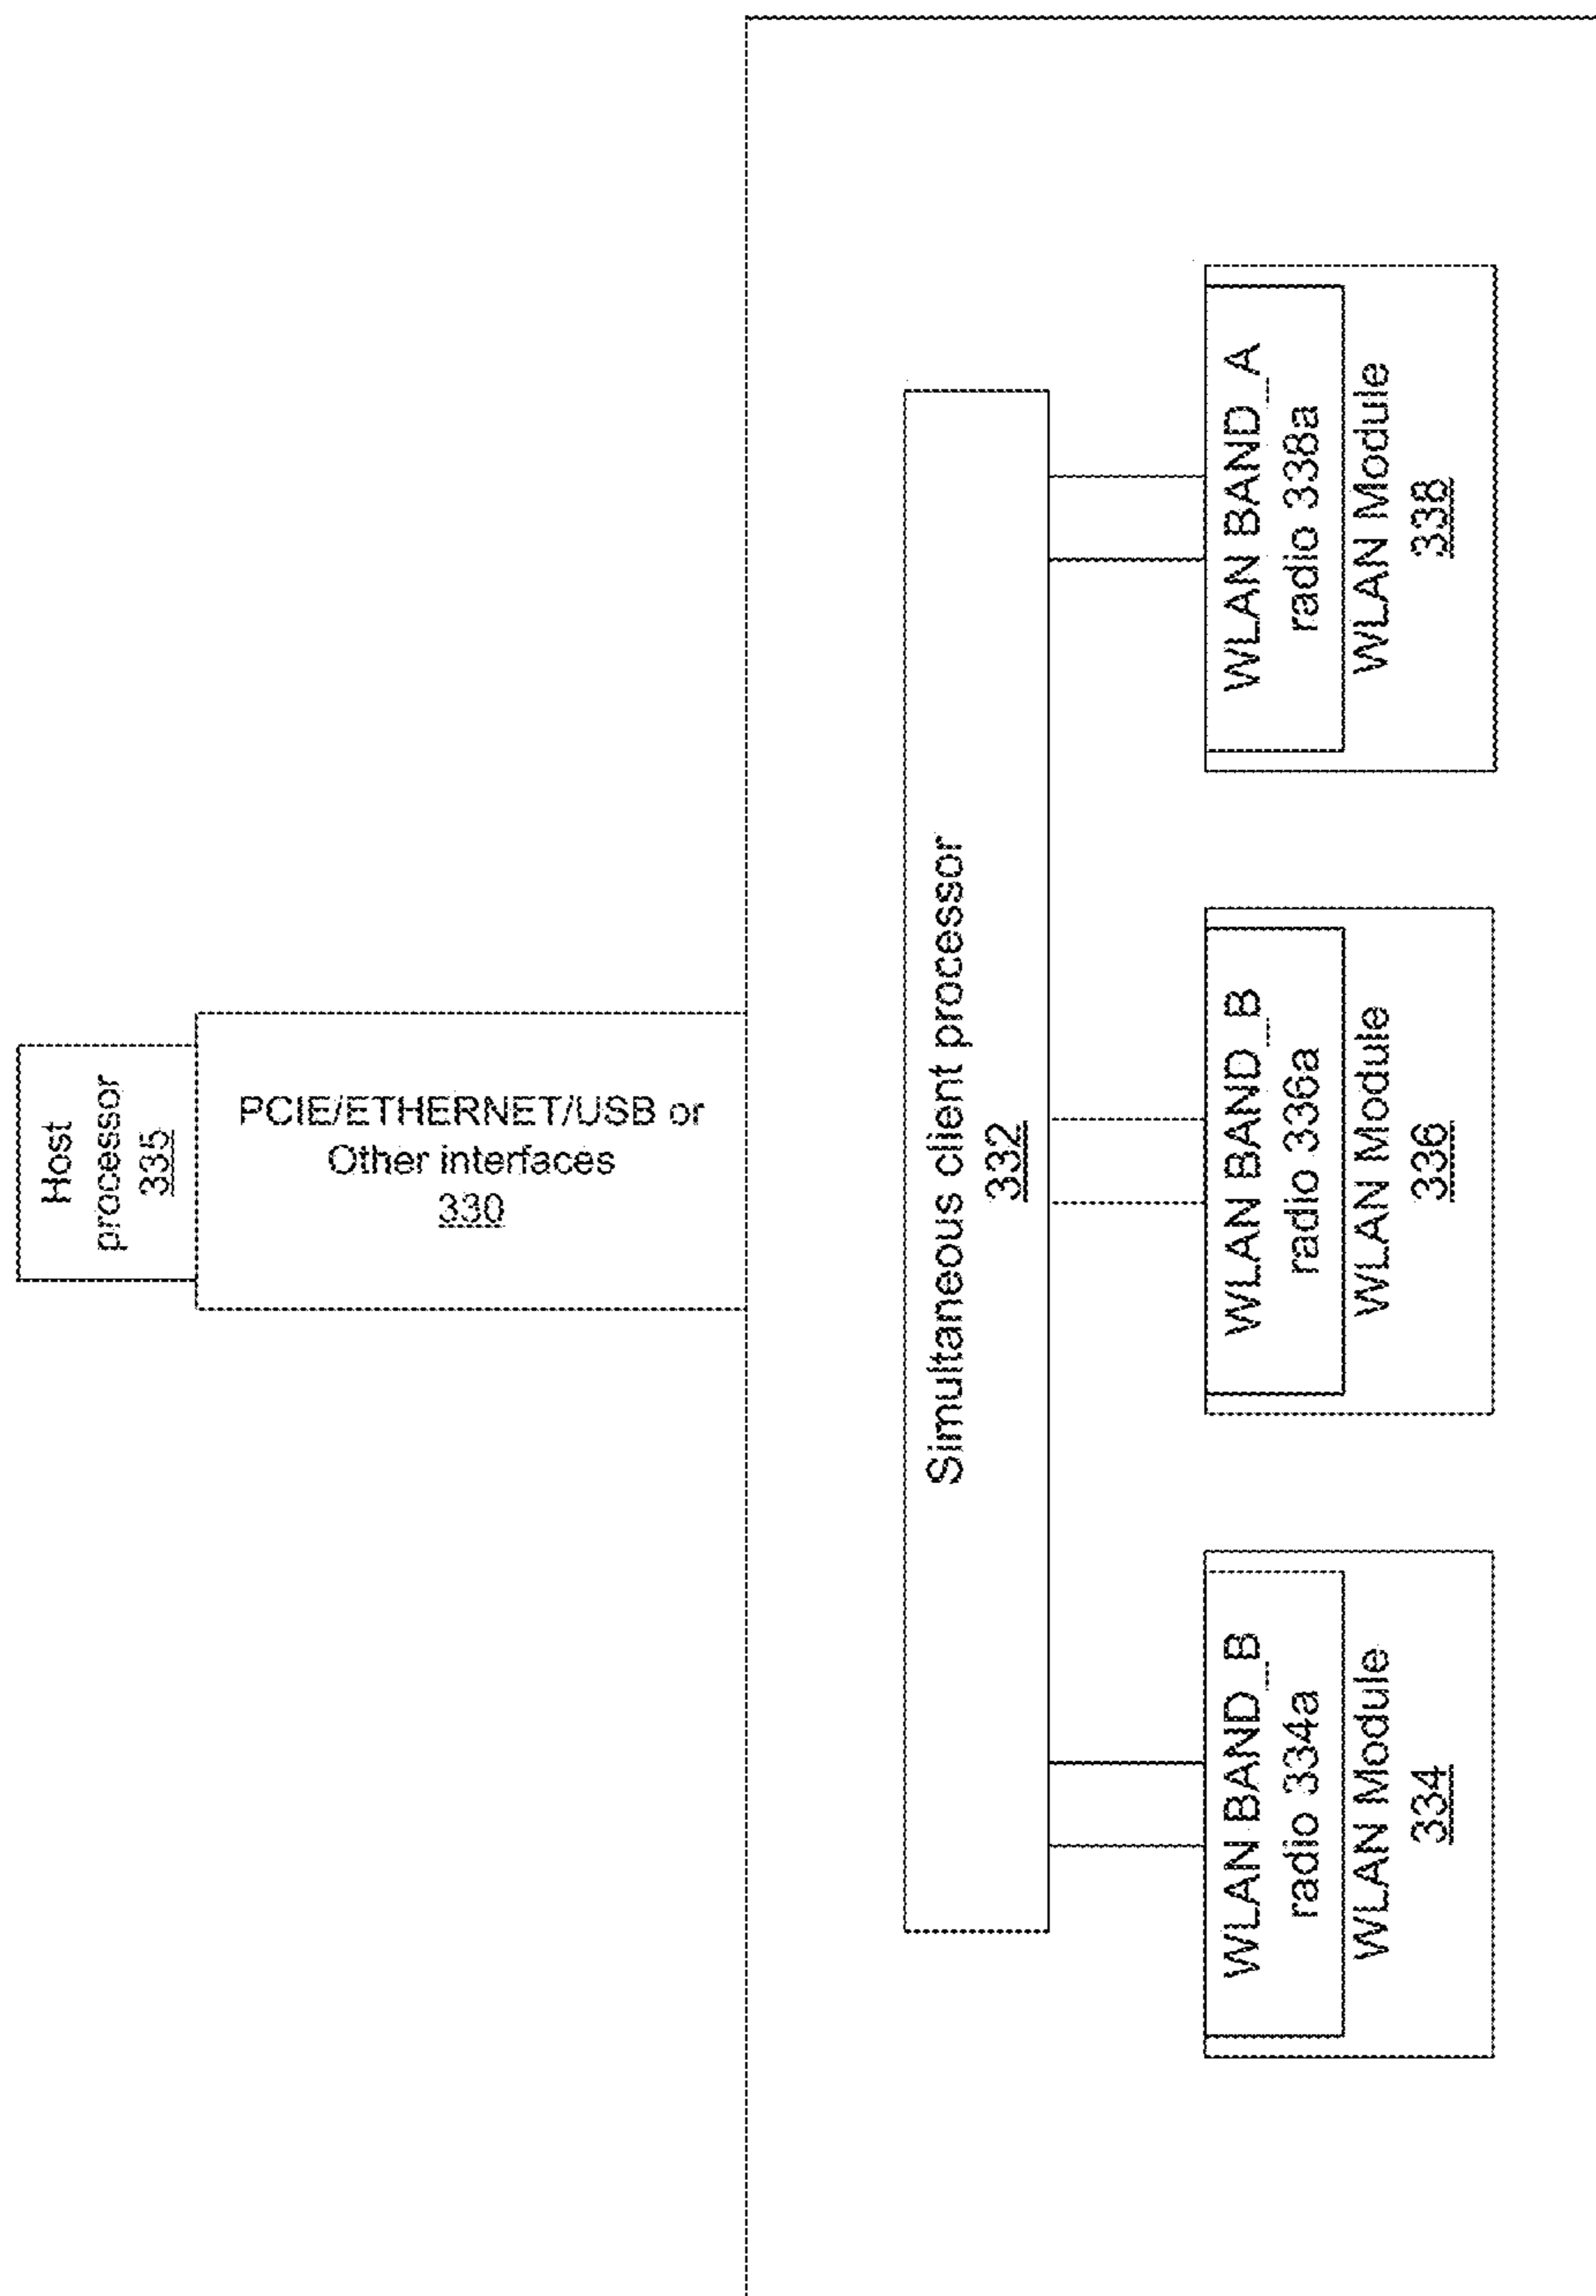 Host
processor
335
PCIE/ETHERNET/USB or
Other interfaces
330
Simultaneous client processor
332
WLAN BAND_B
radio 334a
WLAN Module
334
WLAN BAND_B
radio 336a
WLAN Module
336
WLAN BAND_A
radio 338a
WLAN Module
338